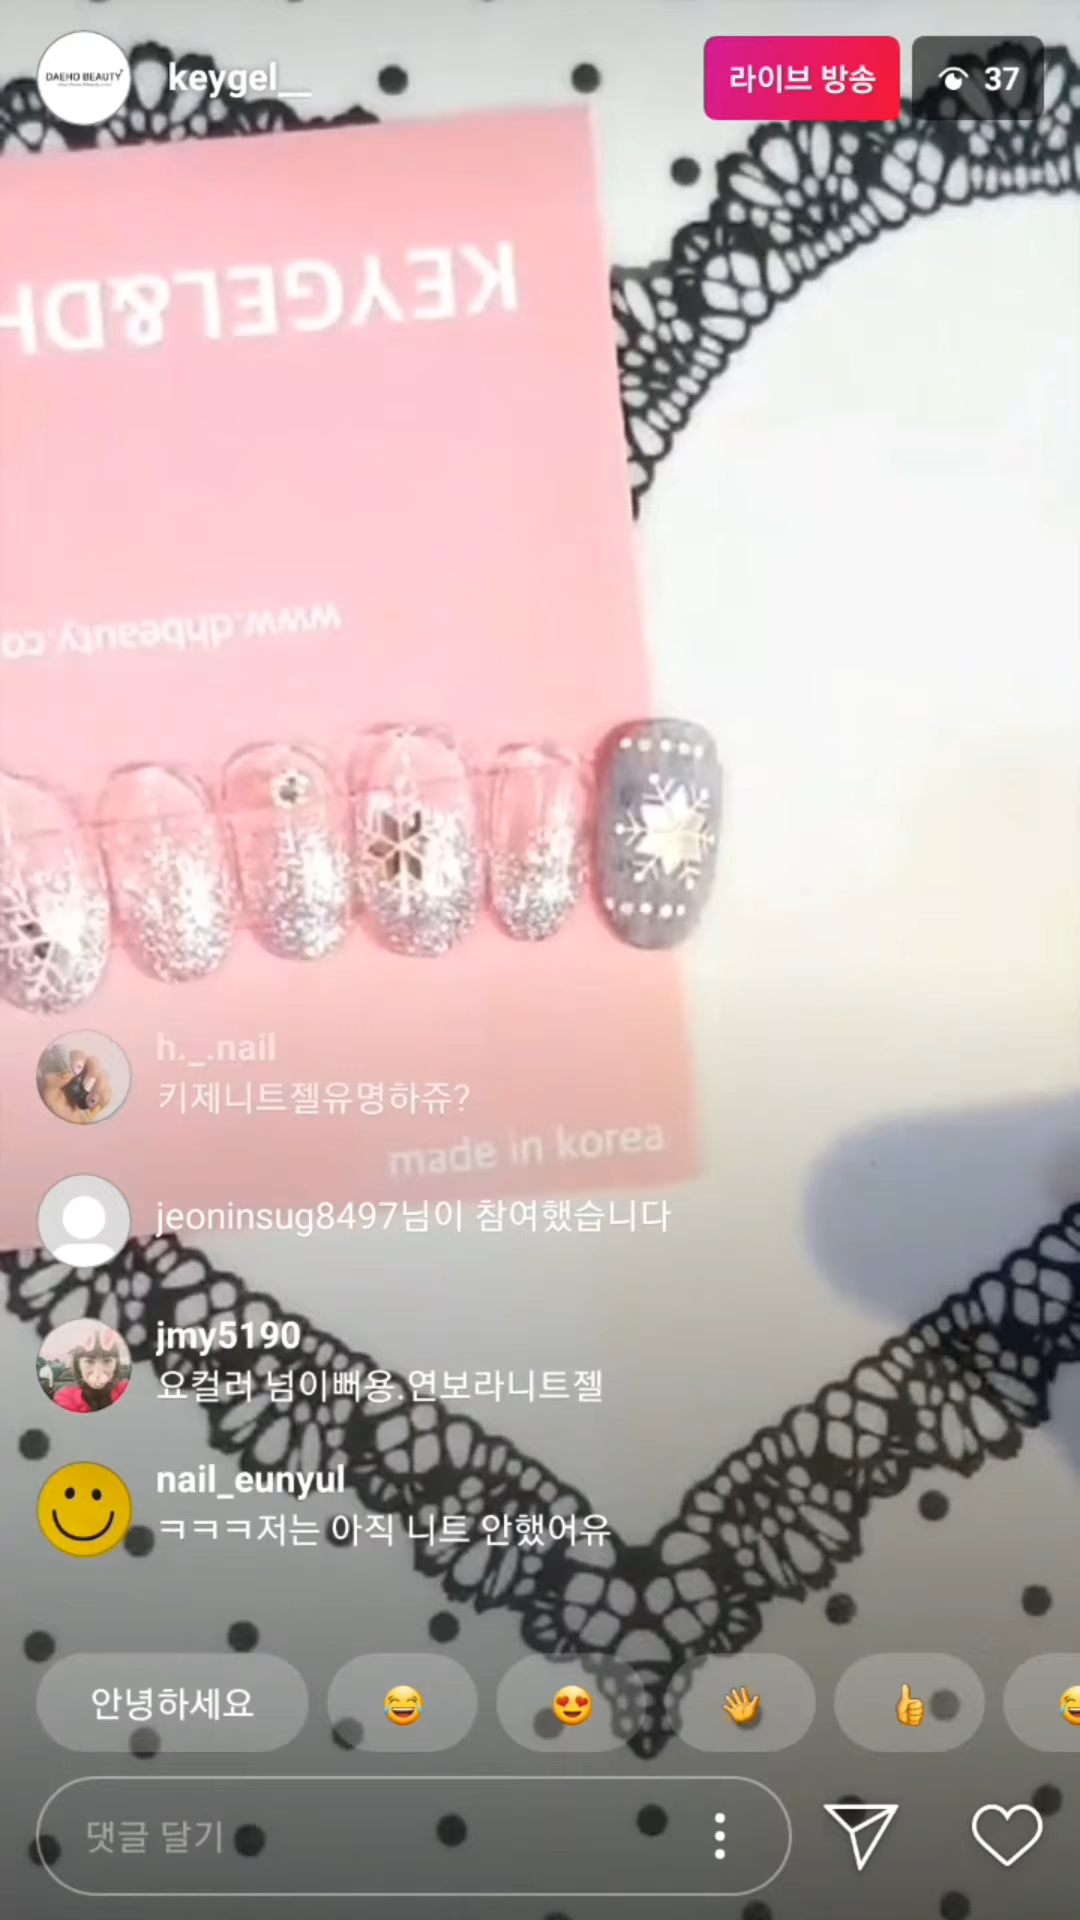 DAEHO BEAUTY
keygel__
라이브 방송
37
KEYGEL&DH
www.dhbeauty.co
h._.nail
키제니트젤유명하쥬?
made in korea
jeoninsug8497님이 참여했습니다
jmy5190
요컬러 넘이뻐용.연보라니트젤
nail_eunyul
ㅋㅋㅋ저는 아직 니트 안했어유
안녕하세요
댓글 달기